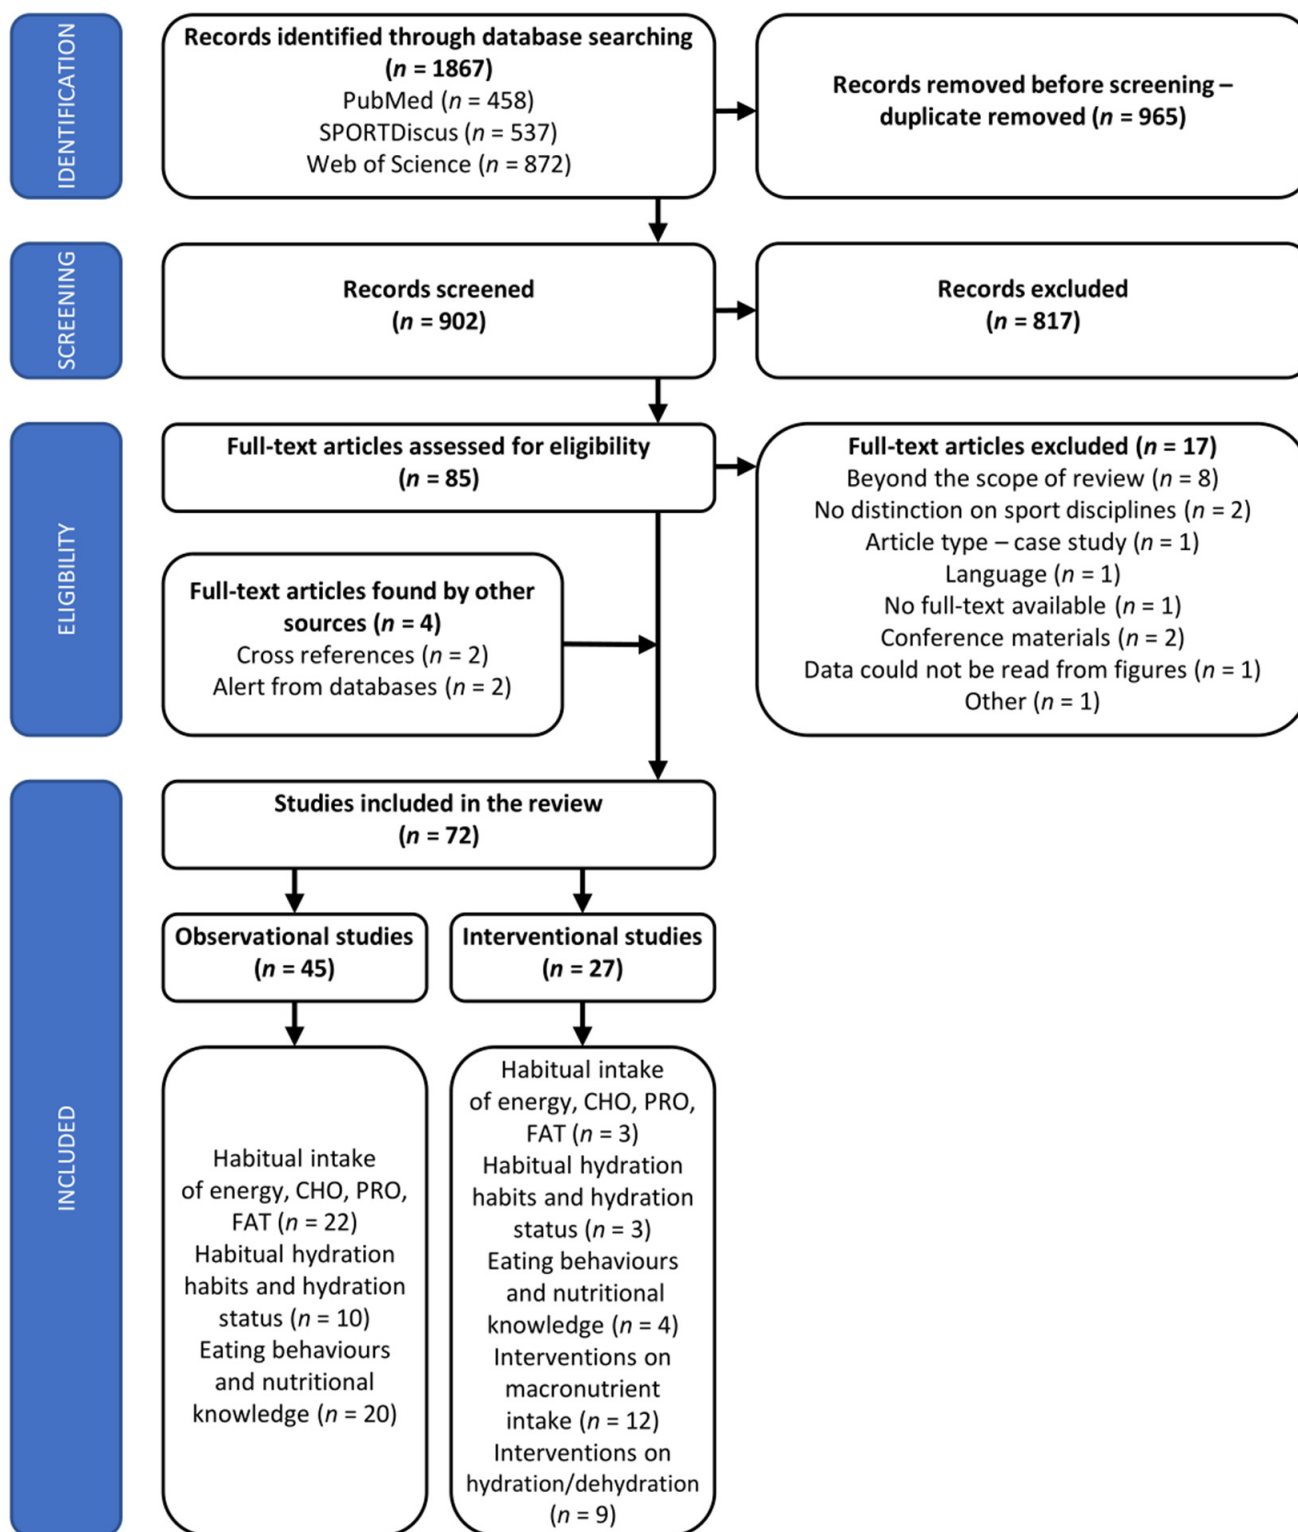 IDENTIFICATION
Records identified through database searching
(n = 1867)
PubMed (n = 458)
SPORTDiscus (n = 537)
Web of Science (n = 872)
Records removed before screening –
duplicate removed (n = 965)
SCREENING
Records screened
(n = 902)
Records excluded
(n = 817)
ELIGIBILITY
Full-text articles assessed for eligibility
(n = 85)
Full-text articles excluded (n = 17)
Beyond the scope of review (n = 8)
No distinction on sport disciplines (n = 2)
Article type – case study (n = 1)
Language (n = 1)
No full-text available (n = 1)
Conference materials (n = 2)
Data could not be read from figures (n = 1)
Other (n = 1)
Full-text articles found by other
sources (n = 4)
Cross references (n = 2)
Alert from databases (n = 2)
INCLUDED
Studies included in the review
(n = 72)
Observational studies
(n = 45)
Interventional studies
(n = 27)
Habitual intake
of energy, CHO, PRO,
FAT (n = 22)
Habitual hydration
habits and hydration
status (n = 10)
Eating behaviours
and nutritional
knowledge (n = 20)
Habitual intake
of energy, CHO, PRO,
FAT (n = 3)
Habitual hydration
habits and hydration
status (n = 3)
Eating behaviours
and nutritional
knowledge (n = 4)
Interventions on
macronutrient
intake (n = 12)
Interventions on
hydration/dehydration
(n = 9)